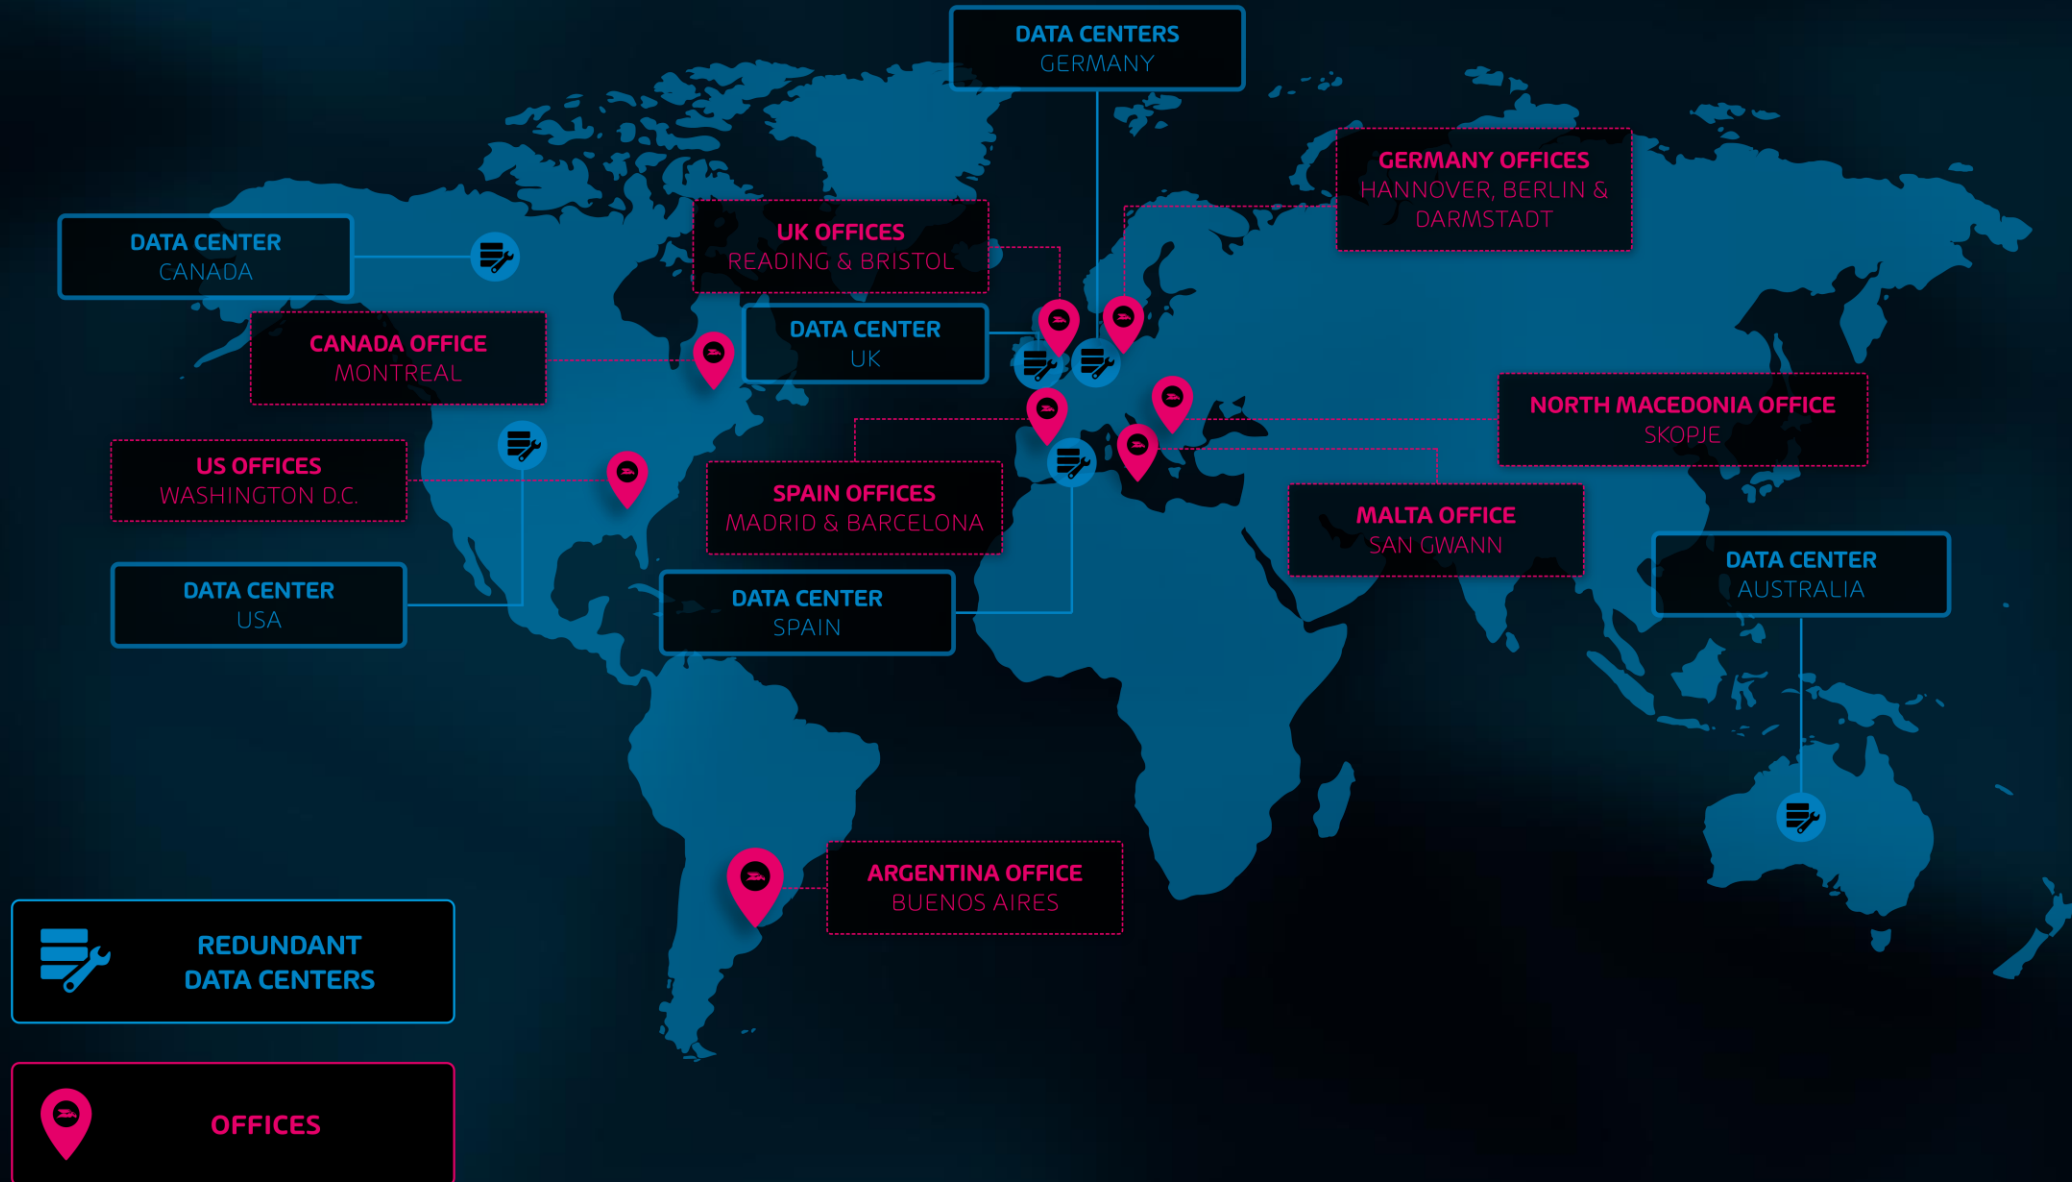 DATA CENTERS
GERMANY
GERMANY OFFICES
HANNOVER, BERLIN &
DARMSTADT
UK OFFICES
READING & BRISTOL
DATA CENTER
CANADA
DATA CENTER
UK
CANADA OFFICE
MONTREAL
NORTH MACEDONIA OFFICE
SKOPJE
US OFFICES
WASHINGTON D.C.
SPAIN OFFICES
MADRID & BARCELONA
MALTA OFFICE
SAN GWANN
DATA CENTER
AUSTRALIA
DATA CENTER
USA
DATA CENTER
SPAIN
ARGENTINA OFFICE
BUENOS AIRES
REDUNDANT
DATA CENTERS
OFFICES